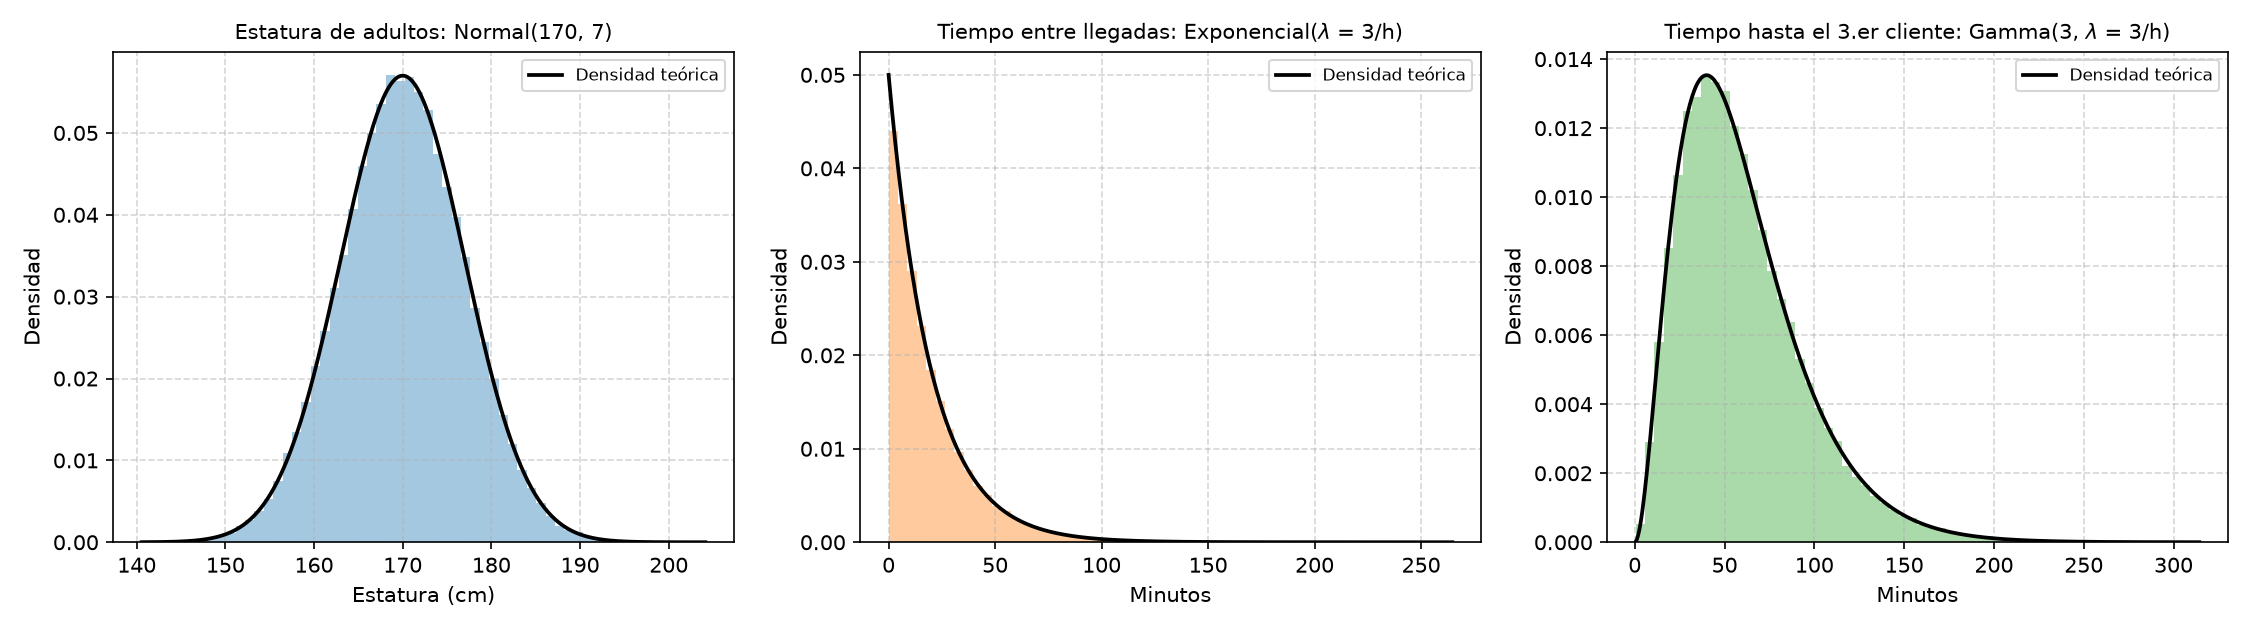 Estatura de adultos: Normal(170, 7)
Densidad teórica
0.05
0.04
0.03
0.02
0.01
0.00
Densidad
140 150 160 170 180 190 200
Estatura (cm)
Tiempo entre llegadas: Exponencial(λ = 3/h)
Densidad teórica
0.05
0.04
0.03
0.02
0.01
0.00
Densidad
0 50 100 150 200 250
Minutos
Tiempo hasta el 3.er cliente: Gamma(3, λ = 3/h)
Densidad teórica
0.014
0.012
0.010
0.008
0.006
0.004
0.002
0.000
Densidad
0 50 100 150 200 250 300
Minutos